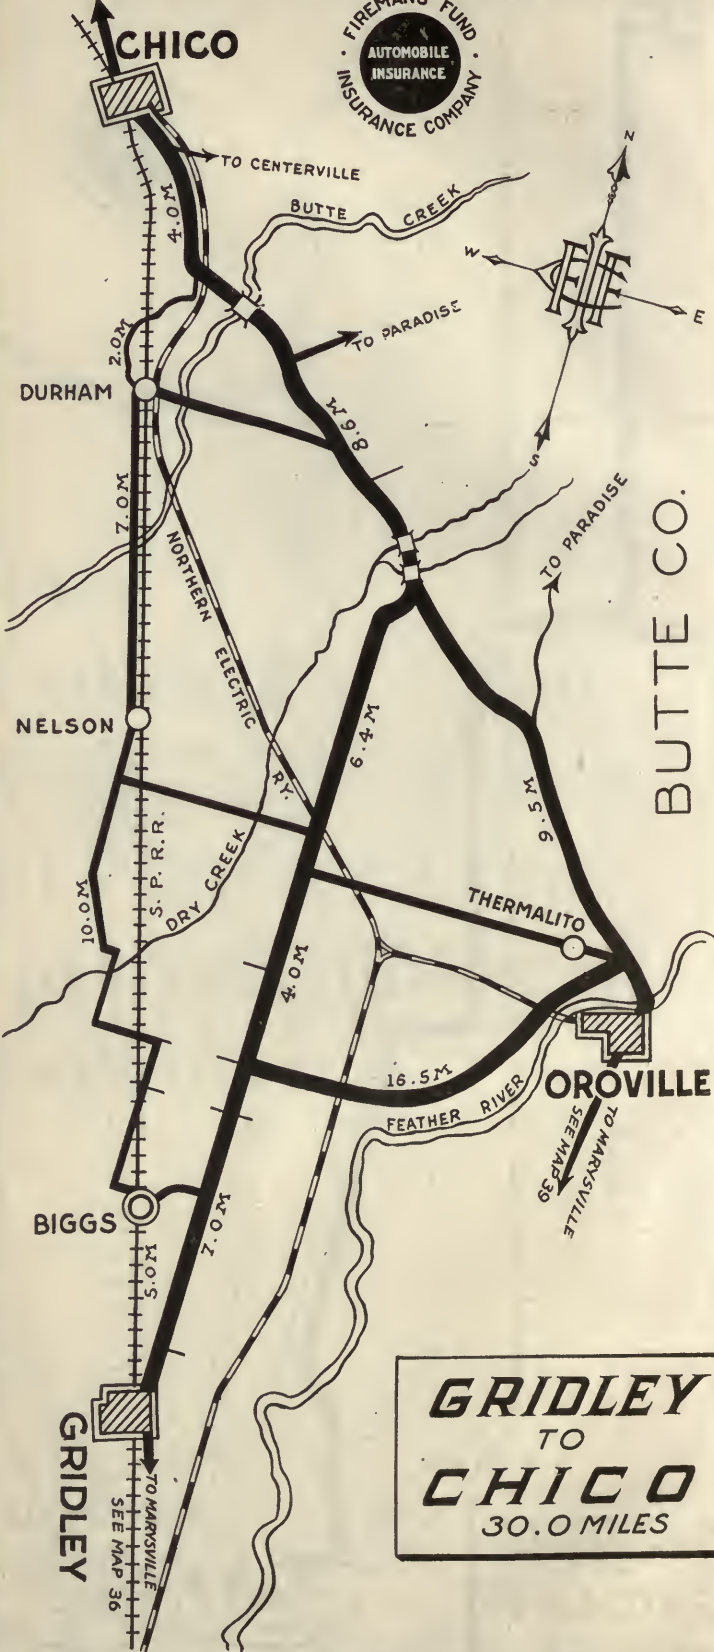 FIREMANS FUND
AUTOMOBILE
INSURANCE
INSURANCE COMPANY
CHICO
TO CENTERVILLE
BUTTE CREEK
4.0M
N
W
E
S
2.0M
TO PARADISE
DURHAM
8.6M
7.0M
TO PARADISE
BUTTE CO.
NORTHERN
ELECTRIC
RY.
NELSON
6.4M
9.5M
S. P. R. R.
DRY CREEK
THERMALITO
10.0M
4.0M
16.5M
OROVILLE
FEATHER RIVER
TO MARYSVILLE
SEE MAP 39
BIGGS
7.0M
5.0M
GRIDLEY
TO MARYSVILLE
SEE MAP 36
GRIDLEY
TO
CHICO
30.0 MILES